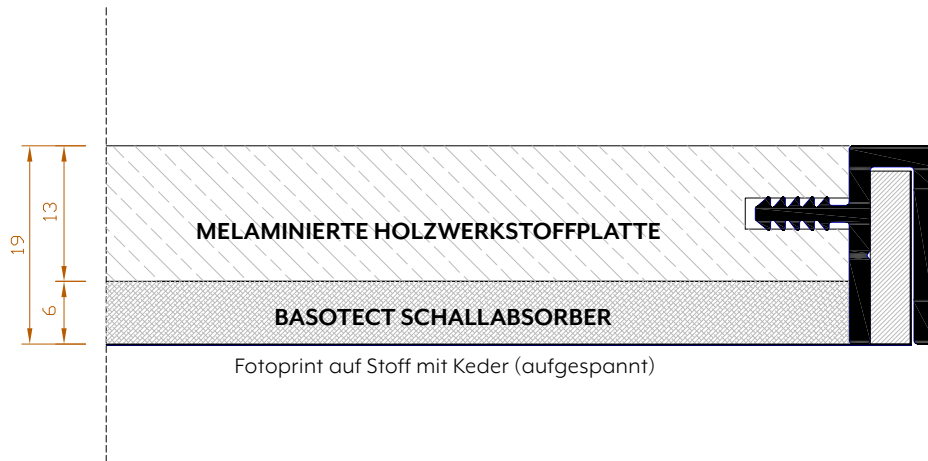 19
13
6
MELAMINIERTE HOLZWERKSTOFFPLATTE
BASOTECT SCHALLABSORBER
Fotoprint auf Stoff mit Keder (aufgespannt)